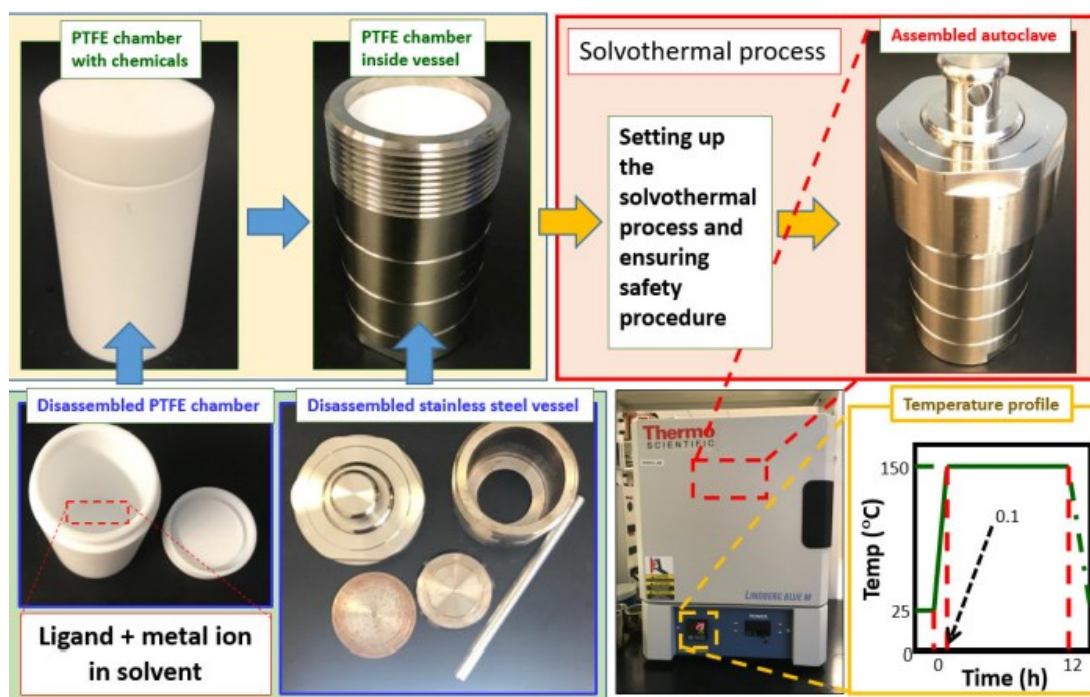 PTFE chamber
with chemicals
PTFE chamber
inside vessel
Solvothermal process
Assembled autoclave
Setting up
the
solvothermal
process and
ensuring
safety
procedure
Disassembled PTFE chamber
Disassembled stainless steel vessel
Ligand + metal ion
in solvent
Thermo
SCIENTIFIC
LINDBERG BLUE M
Temperature profile
Temp (°C)
150
25
0
0.1
0
12
Time (h)